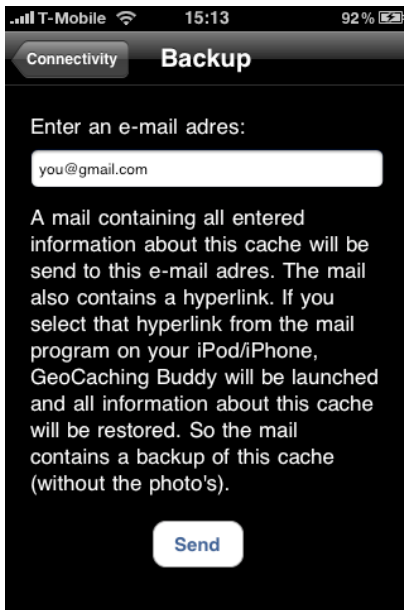 T-Mobile 15:13 92%
Connectivity Backup
Enter an e-mail adres:
you@gmail.com
A mail containing all entered
information about this cache will be
send to this e-mail adres. The mail
also contains a hyperlink. If you
select that hyperlink from the mail
program on your iPod/iPhone,
GeoCaching Buddy will be launched
and all information about this cache
will be restored. So the mail
contains a backup of this cache
(without the photo's).
Send